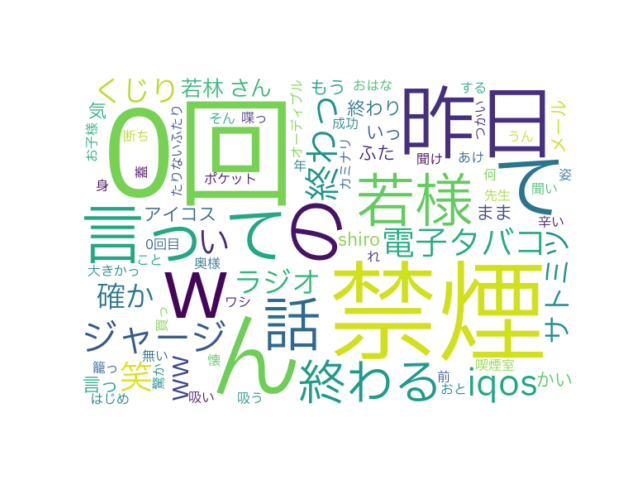 くじり
若林 さん
もう
おはな
する
0回
昨日
気
お子様
断ち
身
蓋
たりないふたり
そん
喋っ
ポケット
オーディブル
年
終わっ
成功
カミナリ
終わり
いっ
ふた
聞け
あけ
つかい
うん
メール
て
何
先生
聞い
姿
辛い
言って
い
の
若様
まま
アイコス
0回目
こと
奥様
shiro
れ
電子タバコ
サトミツ
大きかっ
確か
w
ワシ
ラジオ
話
禁煙
ジャージ
買っ
ん
籠っ
無い
驚か
ww
懐
終わる
前
喫煙室
iqos
かい
言っ
笑
はじめ
吸い
吸う
おと